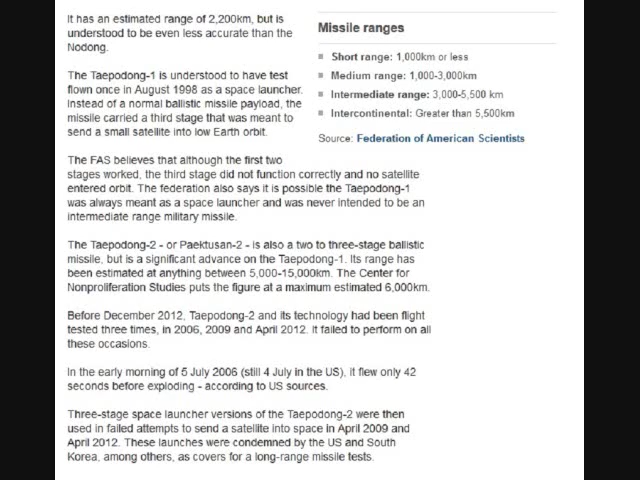 It has an estimated range of 2,200km, but is
understood to be even less accurate than the
Nodong.
The Taepodong-1 is understood to have test
flown once in August 1998 as a space launcher.
Instead of a normal ballistic missile payload, the
missile carried a third stage that was meant to
send a small satellite into low Earth orbit.
The FAS believes that although the first two
stages worked, the third stage did not function correctly and no satellite
entered orbit. The federation also says it is possible the Taepodong-1
was always meant as a space launcher and was never intended to be an
intermediate range military missile.
The Taepodong-2 - or Paektusan-2 - is also a two to three-stage ballistic
missile, but is a significant advance on the Taepodong-1. Its range has
been estimated at anything between 5,000-15,000km. The Center for
Nonproliferation Studies puts the figure at a maximum estimated 6,000km.
Before December 2012, Taepodong-2 and its technology had been flight
tested three times, in 2006, 2009 and April 2012. It failed to perform on all
these occasions.
In the early morning of 5 July 2006 (still 4 July in the US), it flew only 42
seconds before exploding - according to US sources.
Three-stage space launcher versions of the Taepodong-2 were then
used in failed attempts to send a satellite into space in April 2009 and
April 2012. These launches were condemned by the US and South
Korea, among others, as covers for a long-range missile tests.
Missile ranges
Short range: 1,000km or less
Medium range: 1,000-3,000km
Intermediate range: 3,000-5,500 km
Intercontinental: Greater than 5,500km
Source: Federation of American Scientists